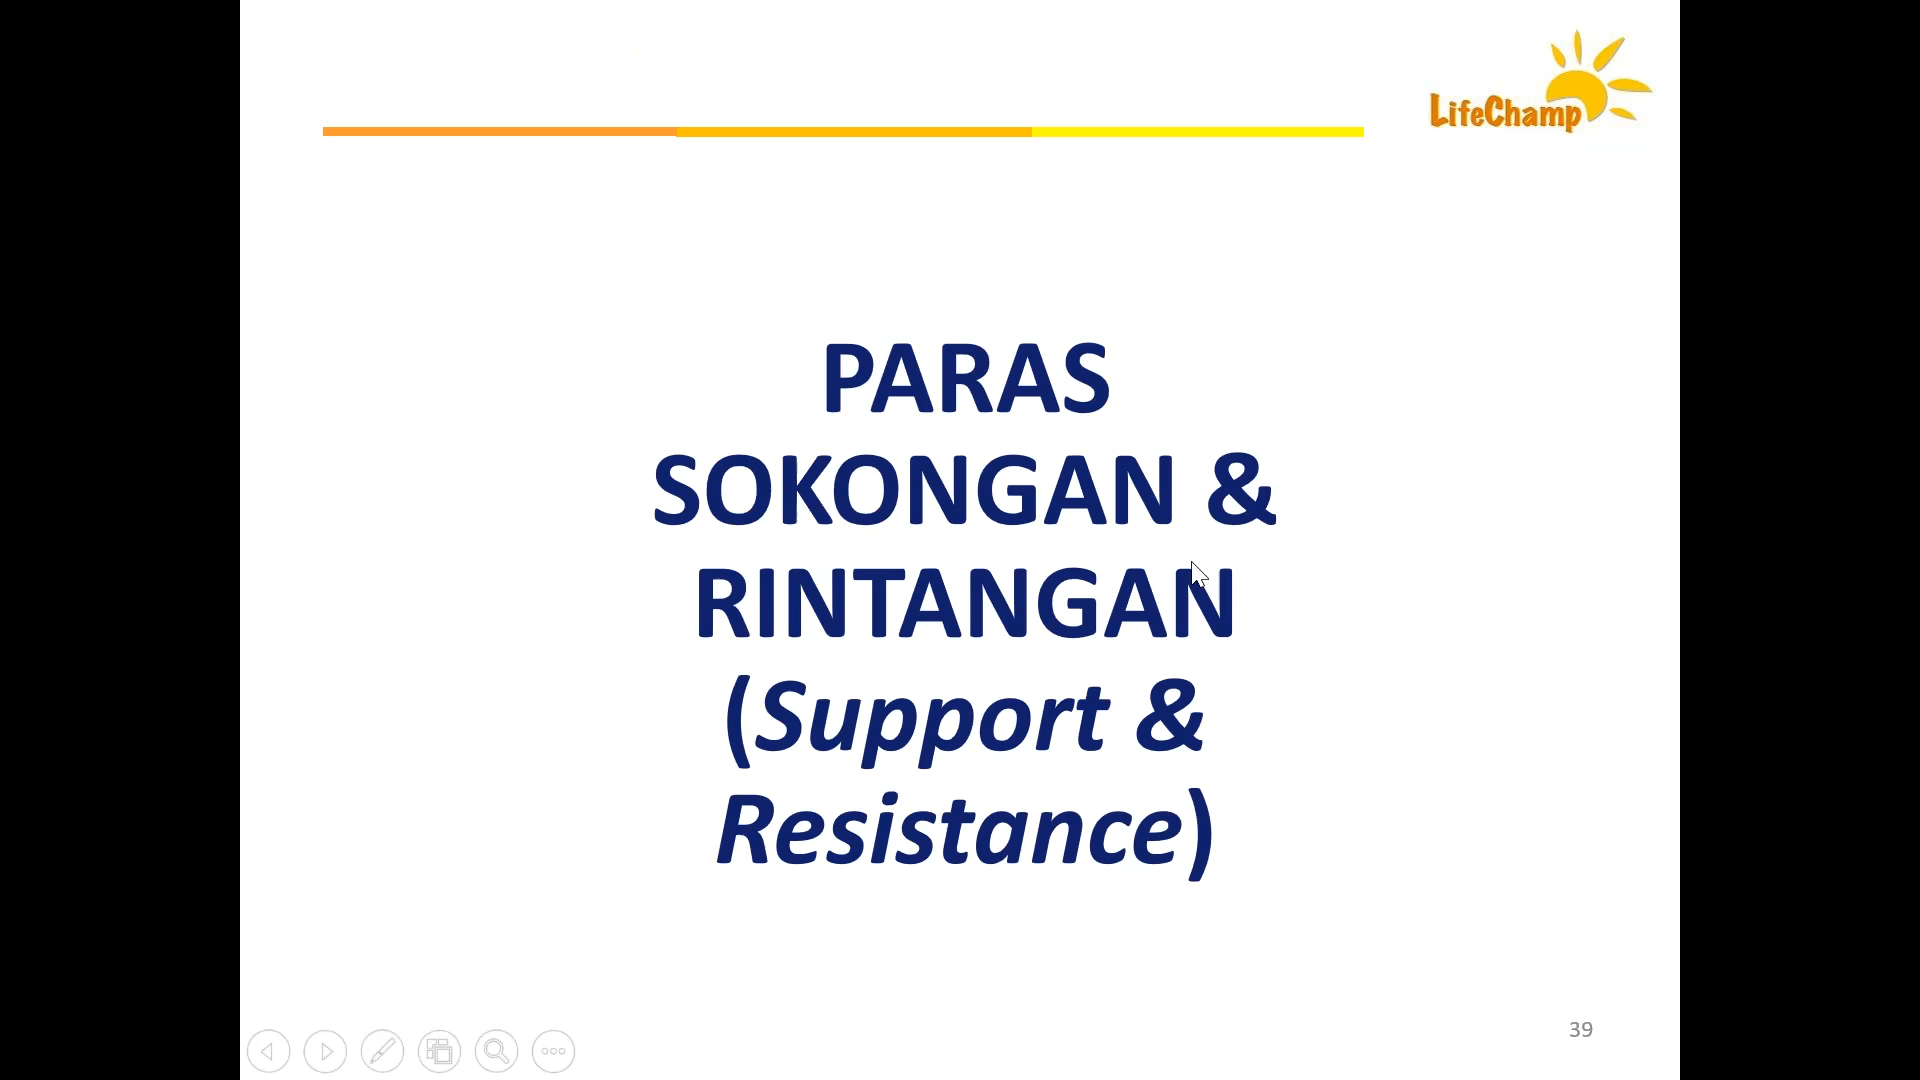 LifeChamp
PARAS
SOKONGAN &
RINTANGAN
(Support &
Resistance)
39